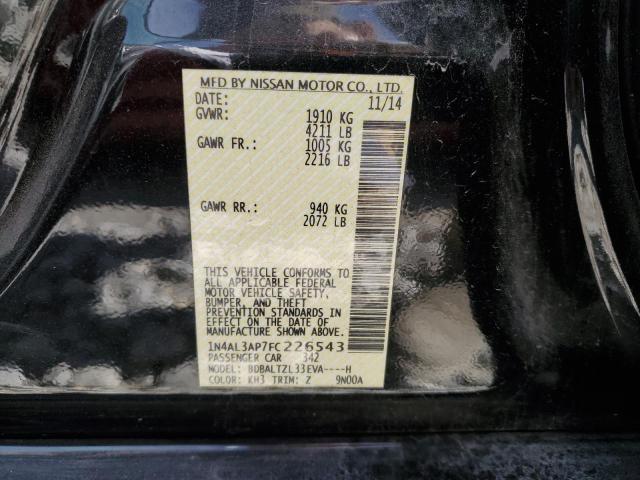 MFD BY NISSAN MOTOR CO., LTD.
DATE: 11/14
GVWR: 1910 KG
4211 LB
GAWR FR.: 1005 KG
2216 LB
GAWR RR.: 940 KG
2072 LB
THIS VEHICLE CONFORMS TO
ALL APPLICABLE FEDERAL
MOTOR VEHICLE SAFETY,
BUMPER, AND THEFT
PREVENTION STANDARDS IN
EFFECT ON THE DATE OF
MANUFACTURE SHOWN ABOVE.
1N4AL3AP7FC226543
PASSENGER CAR 342
MODEL: BDBALTZL33EVA----H
COLOR: KH3 TRIM: Z 9N00A